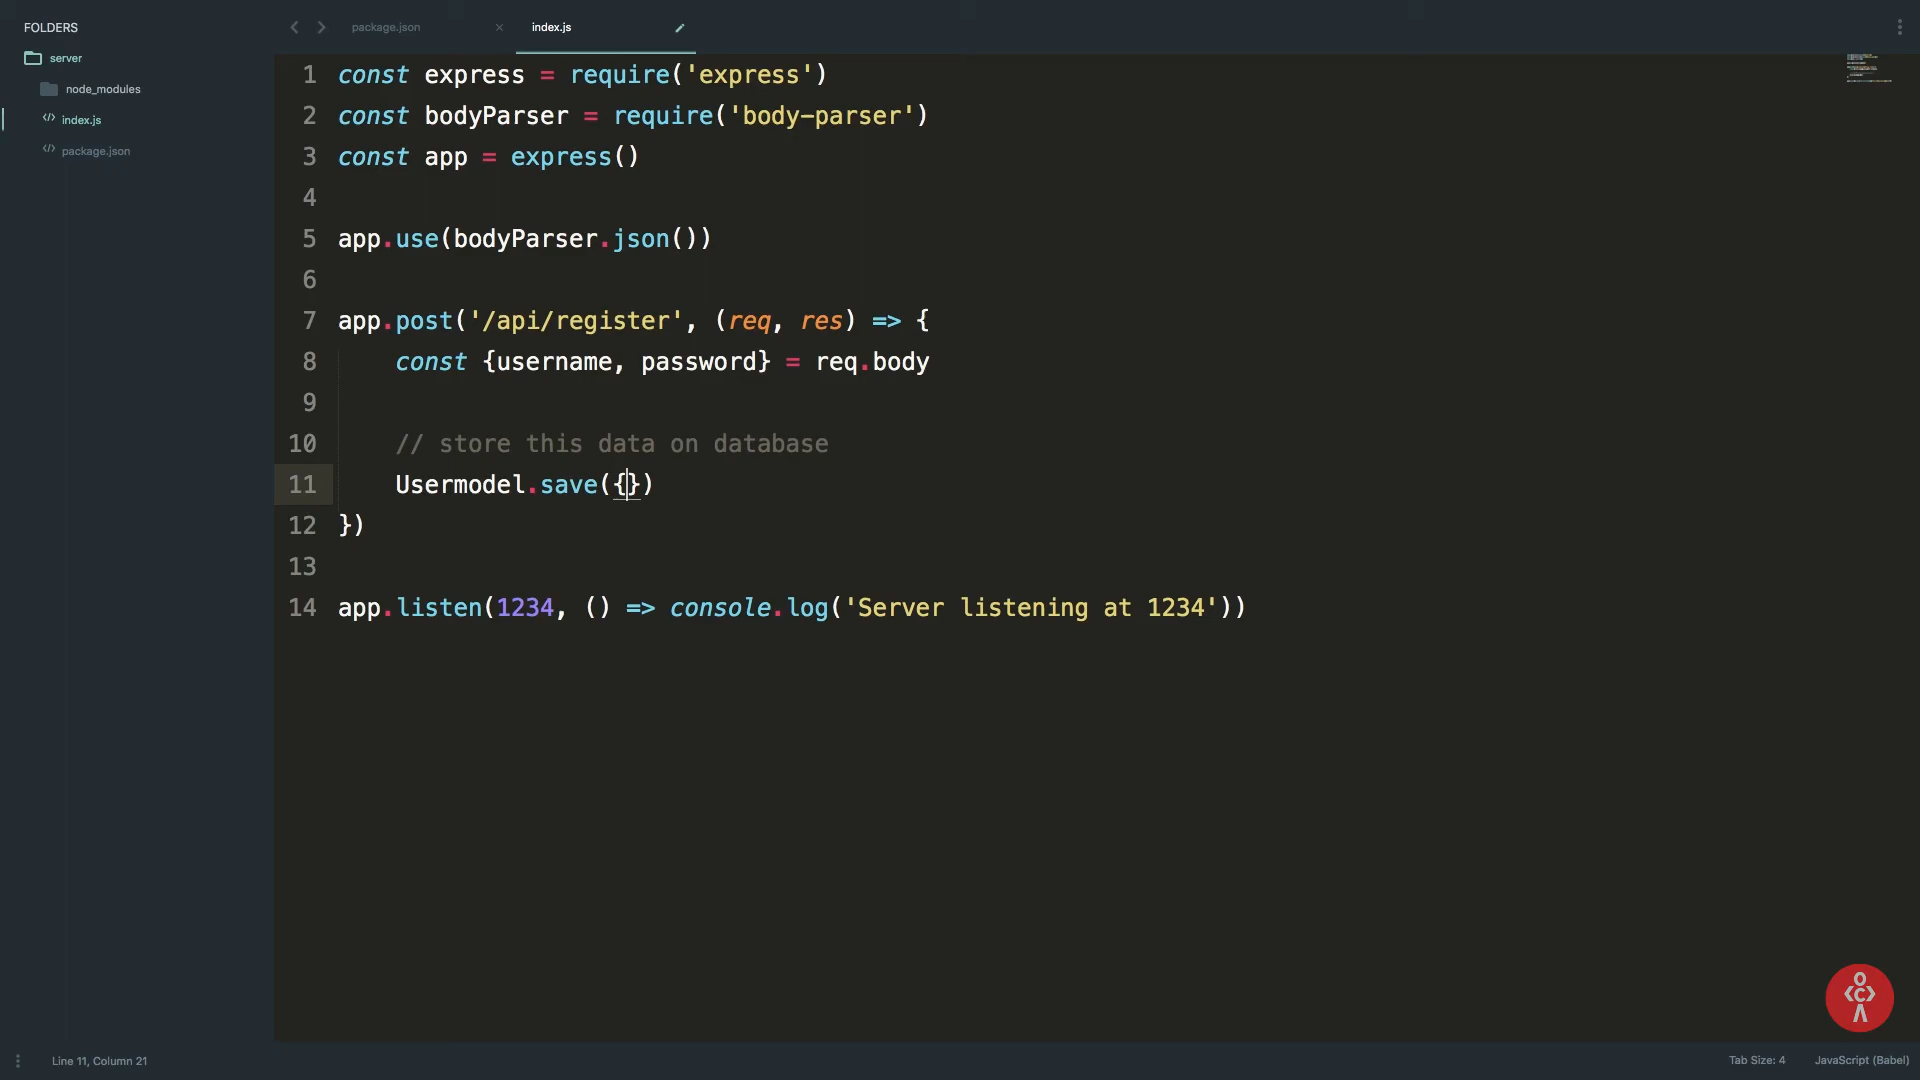 FOLDERS
server
node_modules
index.js
package.json
package.json
index.js
1 const express = require('express')
2 const bodyParser = require('body-parser')
3 const app = express()
4
5 app.use(bodyParser.json())
6
7 app.post('/api/register', (req, res) => {
8 const {username, password} = req.body
9
10 // store this data on database
11 Usermodel.save({})
12 })
13
14 app.listen(1234, () => console.log('Server listening at 1234'))
<C>
Line 11, Column 21
Tab Size: 4
JavaScript (Babel)